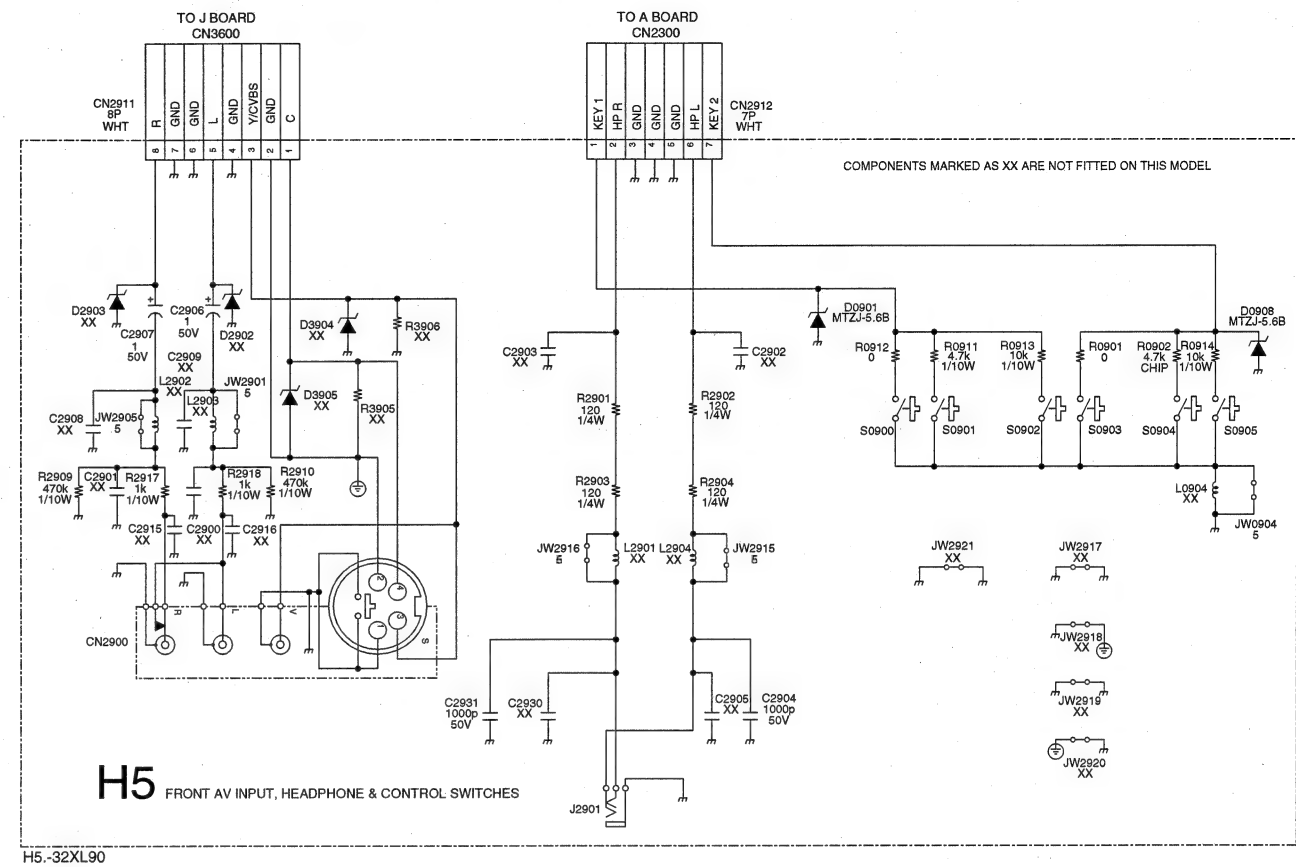 TO J BOARD
CN3600
TO A BOARD
CN2300
CN2911
8P
WHT
R
GND
GND
L
GND
Y/CVBS
GND
C
8
7
6
5
4
3
2
1
KEY 1
HP R
GND
GND
GND
HP L
KEY 2
1
2
3
4
5
6
7
CN2912
7P
WHT
COMPONENTS MARKED AS XX ARE NOT FITTED ON THIS MODEL
D2903
XX
C2907
1
50V
C2906
1
50V
D2902
XX
C2909
XX
D3904
XX
R3906
XX
L2902
XX
JW2901
5
L2903
XX
C2908
XX
JW2905
5
D3905
XX
R3905
XX
R2909
470k
1/10W
C2901
XX
R2917
1k
1/10W
R2918
1k
1/10W
R2910
470k
1/10W
C2915
XX
C2900
XX
C2916
XX
R
L
V
S
2
4
1
3
CN2900
C2903
XX
C2902
XX
R2901
120
1/4W
R2902
120
1/4W
R2903
120
1/4W
R2904
120
1/4W
JW2916
5
L2901
XX
L2904
XX
JW2915
5
C2931
1000p
50V
C2930
XX
C2905
XX
C2904
1000p
50V
J2901
D0901
MTZJ-5.6B
D0908
MTZJ-5.6B
R0912
0
R0911
4.7k
1/10W
R0913
10k
1/10W
R0901
0
R0902
4.7k
CHIP
R0914
10k
1/10W
S0900
S0901
S0902
S0903
S0904
S0905
L0904
XX
JW0904
5
JW2921
XX
JW2917
XX
JW2918
XX
JW2919
XX
JW2920
XX
H5 FRONT AV INPUT, HEADPHONE & CONTROL SWITCHES
H5.-32XL90